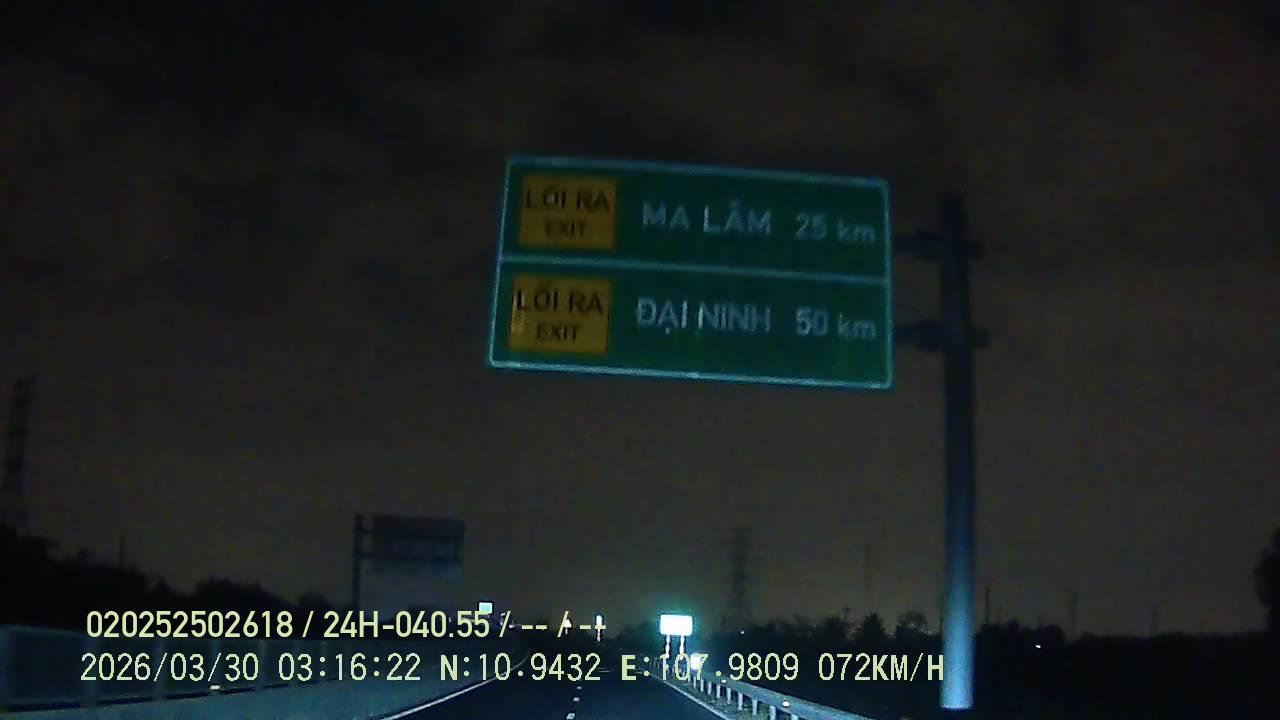 LỐI RA
EXIT
MA LÂM 25 km
LỐI RA
EXIT
ĐẠI NINH 50 km
020252502618 / 24H-040.55 / -- / --
2026/03/30 03:16:22 N:10.9432 E:107.9809 072KM/H